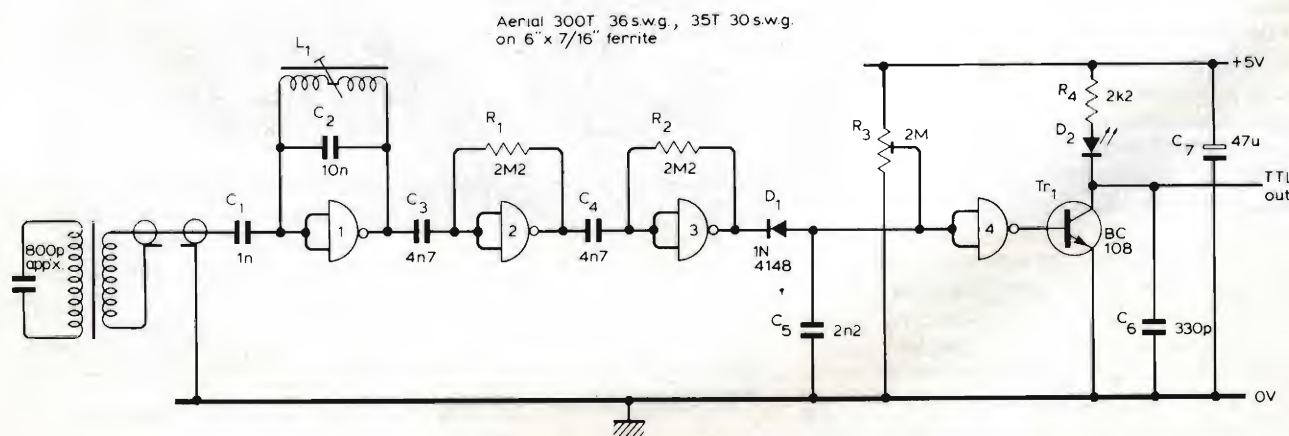 Aerial 300T 36 s.w.g., 35T 30 s.w.g.
on 6" x 7/16" ferrite
L1
C2
10n
R1
2M2
R2
2M2
+5V
R4
2k2
R3
2M
D2
C7
47u
Tr1
TTL
out
C1
1n
1
C3
4n7
2
C4
4n7
3
D1
1N
4148
4
BC
108
800p
appx.
C5
2n2
C6
330p
0V